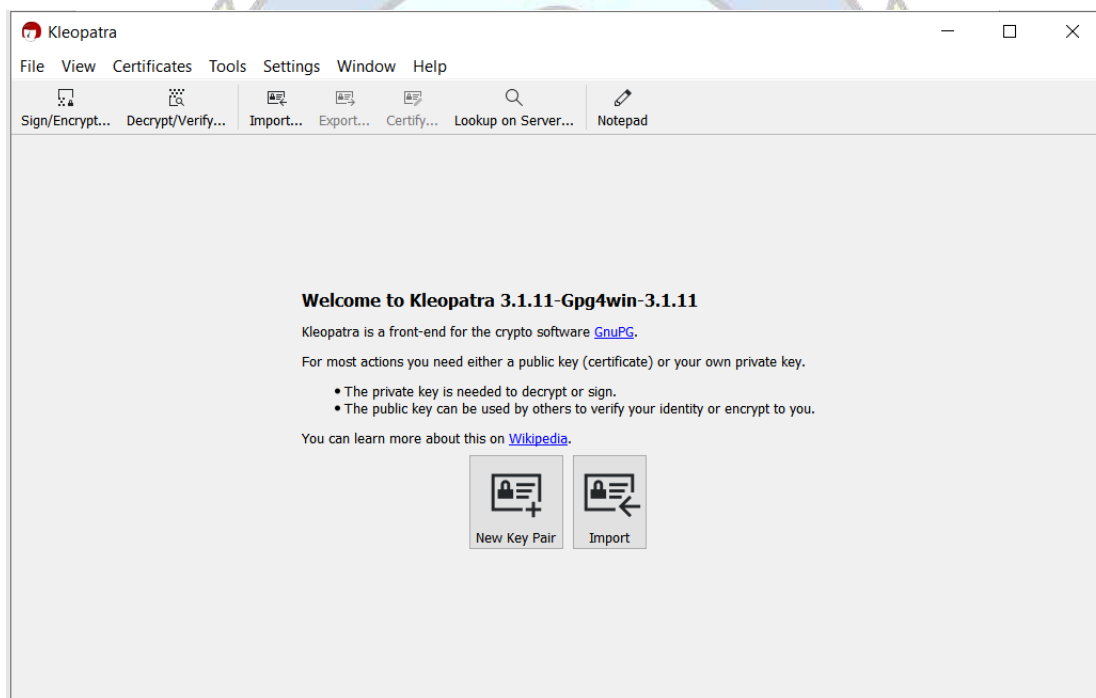 Kleopatra
File View Certificates Tools Settings Window Help
Sign/Encrypt... Decrypt/Verify... Import... Export... Certify... Lookup on Server... Notepad
Welcome to Kleopatra 3.1.11-Gpg4win-3.1.11
Kleopatra is a front-end for the crypto software GnuPG.
For most actions you need either a public key (certificate) or your own private key.
• The private key is needed to decrypt or sign.
• The public key can be used by others to verify your identity or encrypt to you.
You can learn more about this on Wikipedia.
New Key Pair Import